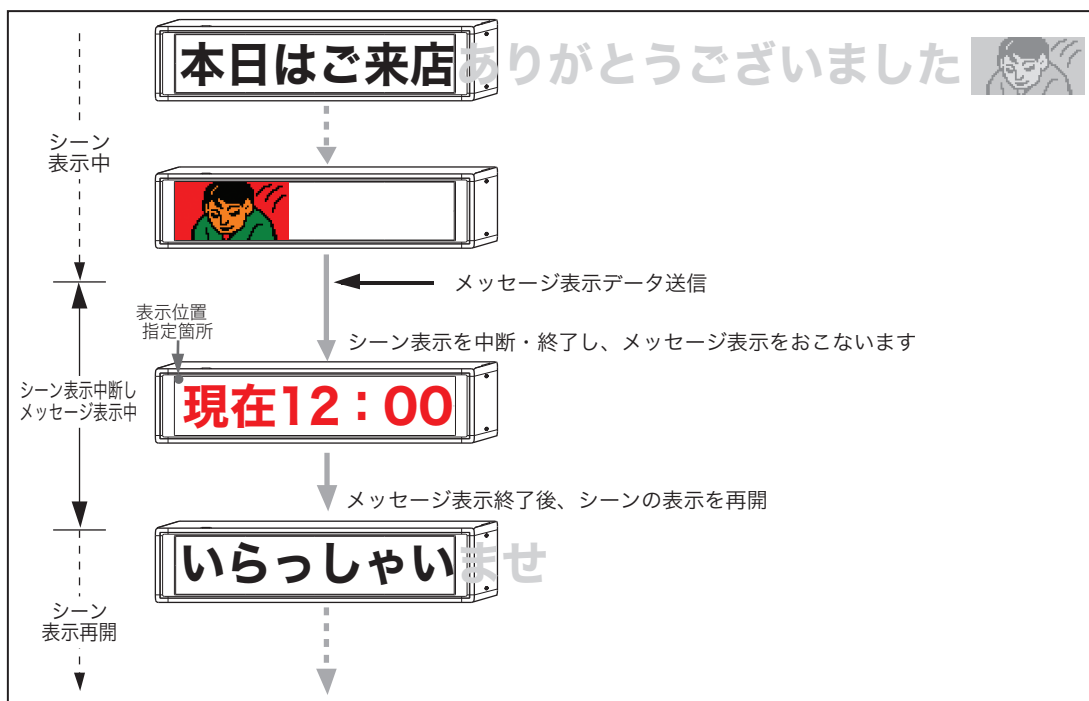 本日はご来店ありがとうございました
シーン
表示中
メッセージ表示データ送信
表示位置
指定箇所
シーン表示を中断・終了し、メッセージ表示をおこないます
シーン表示中断し
メッセージ表示中
現在12：00
メッセージ表示終了後、シーンの表示を再開
いらっしゃいませ
シーン
表示再開